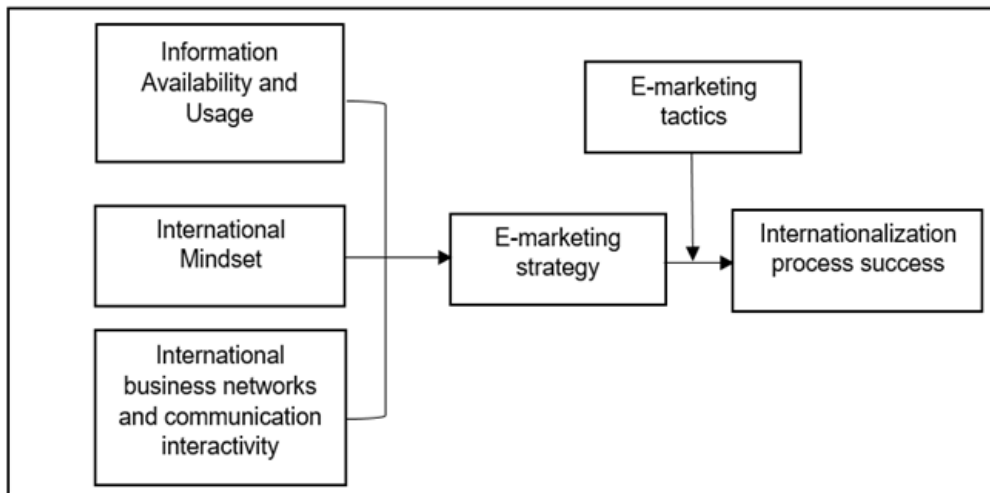 Information
Availability and
Usage
International
Mindset
International
business networks
and communication
interactivity
E-marketing
strategy
E-marketing
tactics
Internationalization
process success